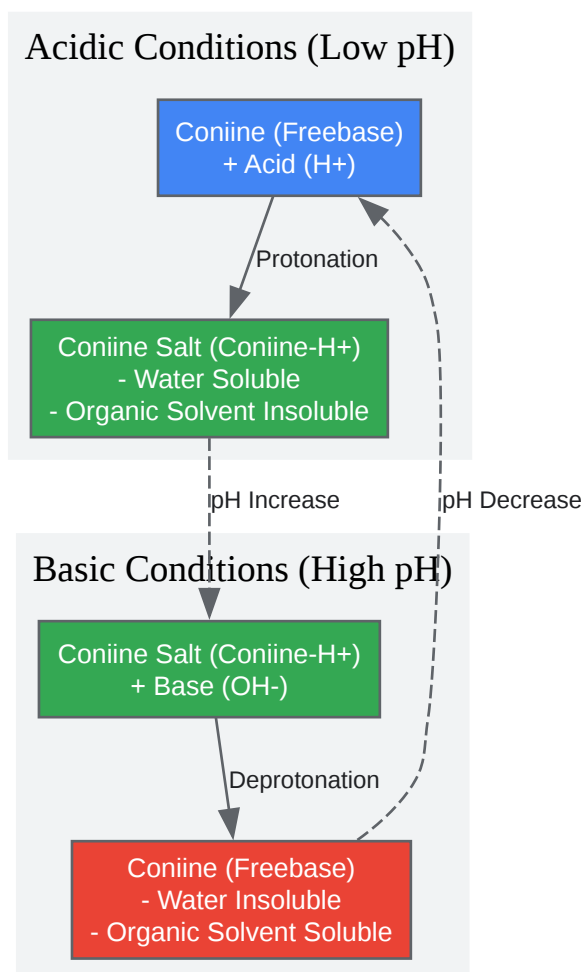 Acidic Conditions (Low pH)
Coniine (Freebase)
+ Acid (H+)
Protonation
Coniine Salt (Coniine-H+)
- Water Soluble
- Organic Solvent Insoluble
pH Increase
pH Decrease
Basic Conditions (High pH)
Coniine Salt (Coniine-H+)
+ Base (OH-)
Deprotonation
Coniine (Freebase)
- Water Insoluble
- Organic Solvent Soluble